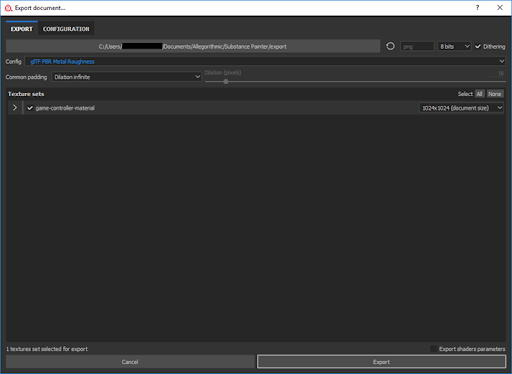 Export document...
? ×
EXPORT CONFIGURATION
C:/Users/ /Documents/Allegorithmic/Substance Painter/export png 8 bits Dithering
Config glTF PBR Metal Roughness
Common padding Dilation infinite Dilation (pixels) 16
Texture sets Select All None
game-controller-material 1024x1024 (document size)
1 textures set selected for export Export shaders parameters
Cancel Export